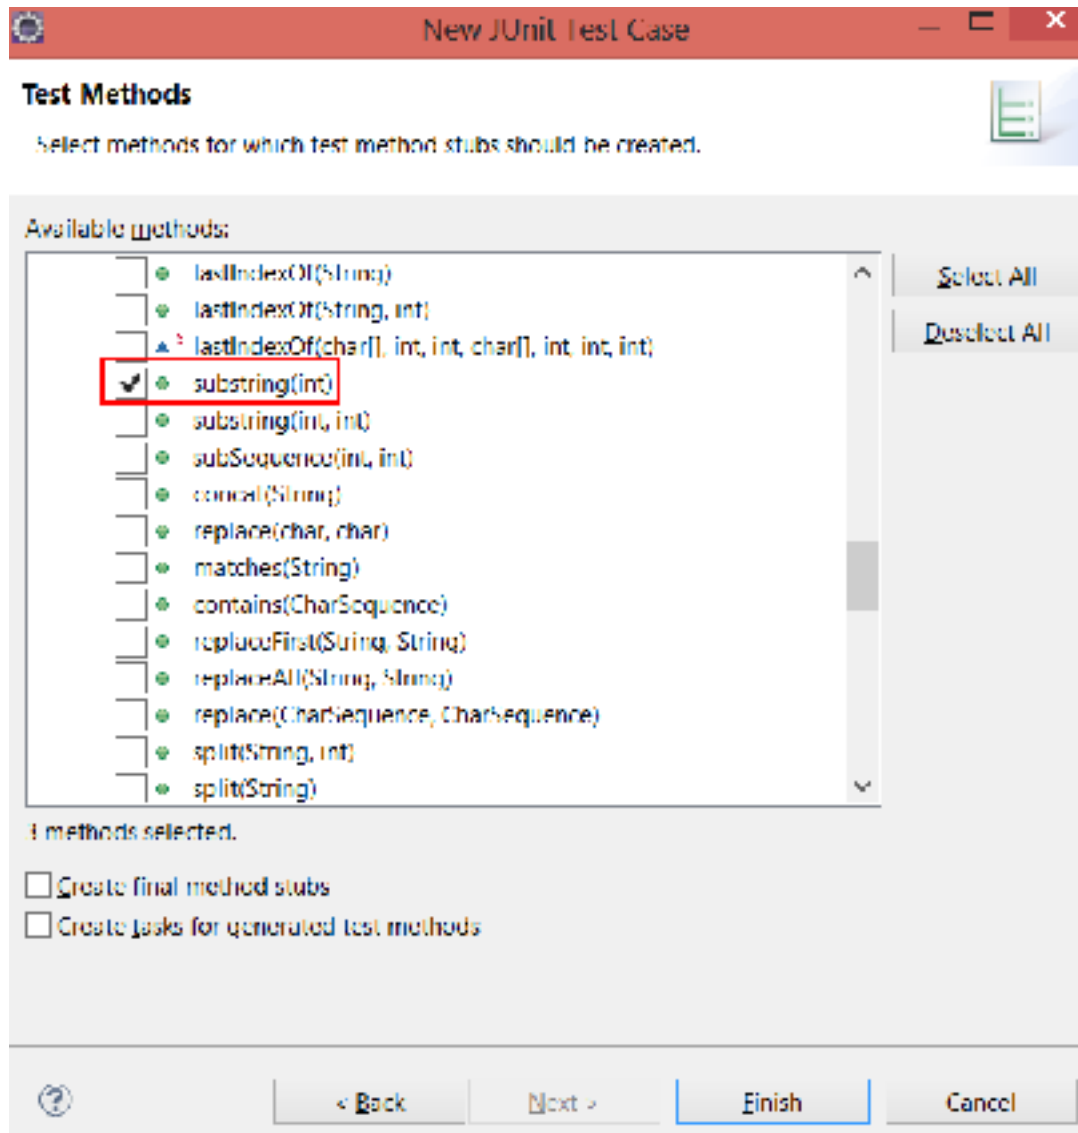 New JUnit Test Case
Test Methods
Select methods for which test method stubs should be created.
Available methods:
lastIndexOf(String)
lastIndexOf(String, int)
lastIndexOf(char[], int, int, char[], int, int, int)
substring(int)
substring(int, int)
subSequence(int, int)
concat(String)
replace(char, char)
matches(String)
contains(CharSequence)
replaceFirst(String, String)
replaceAll(String, String)
replace(CharSequence, CharSequence)
split(String, int)
split(String)
Select All
Deselect All
methods selected.
Create final method stubs
Create tasks for generated test methods
< Back
Next >
Finish
Cancel